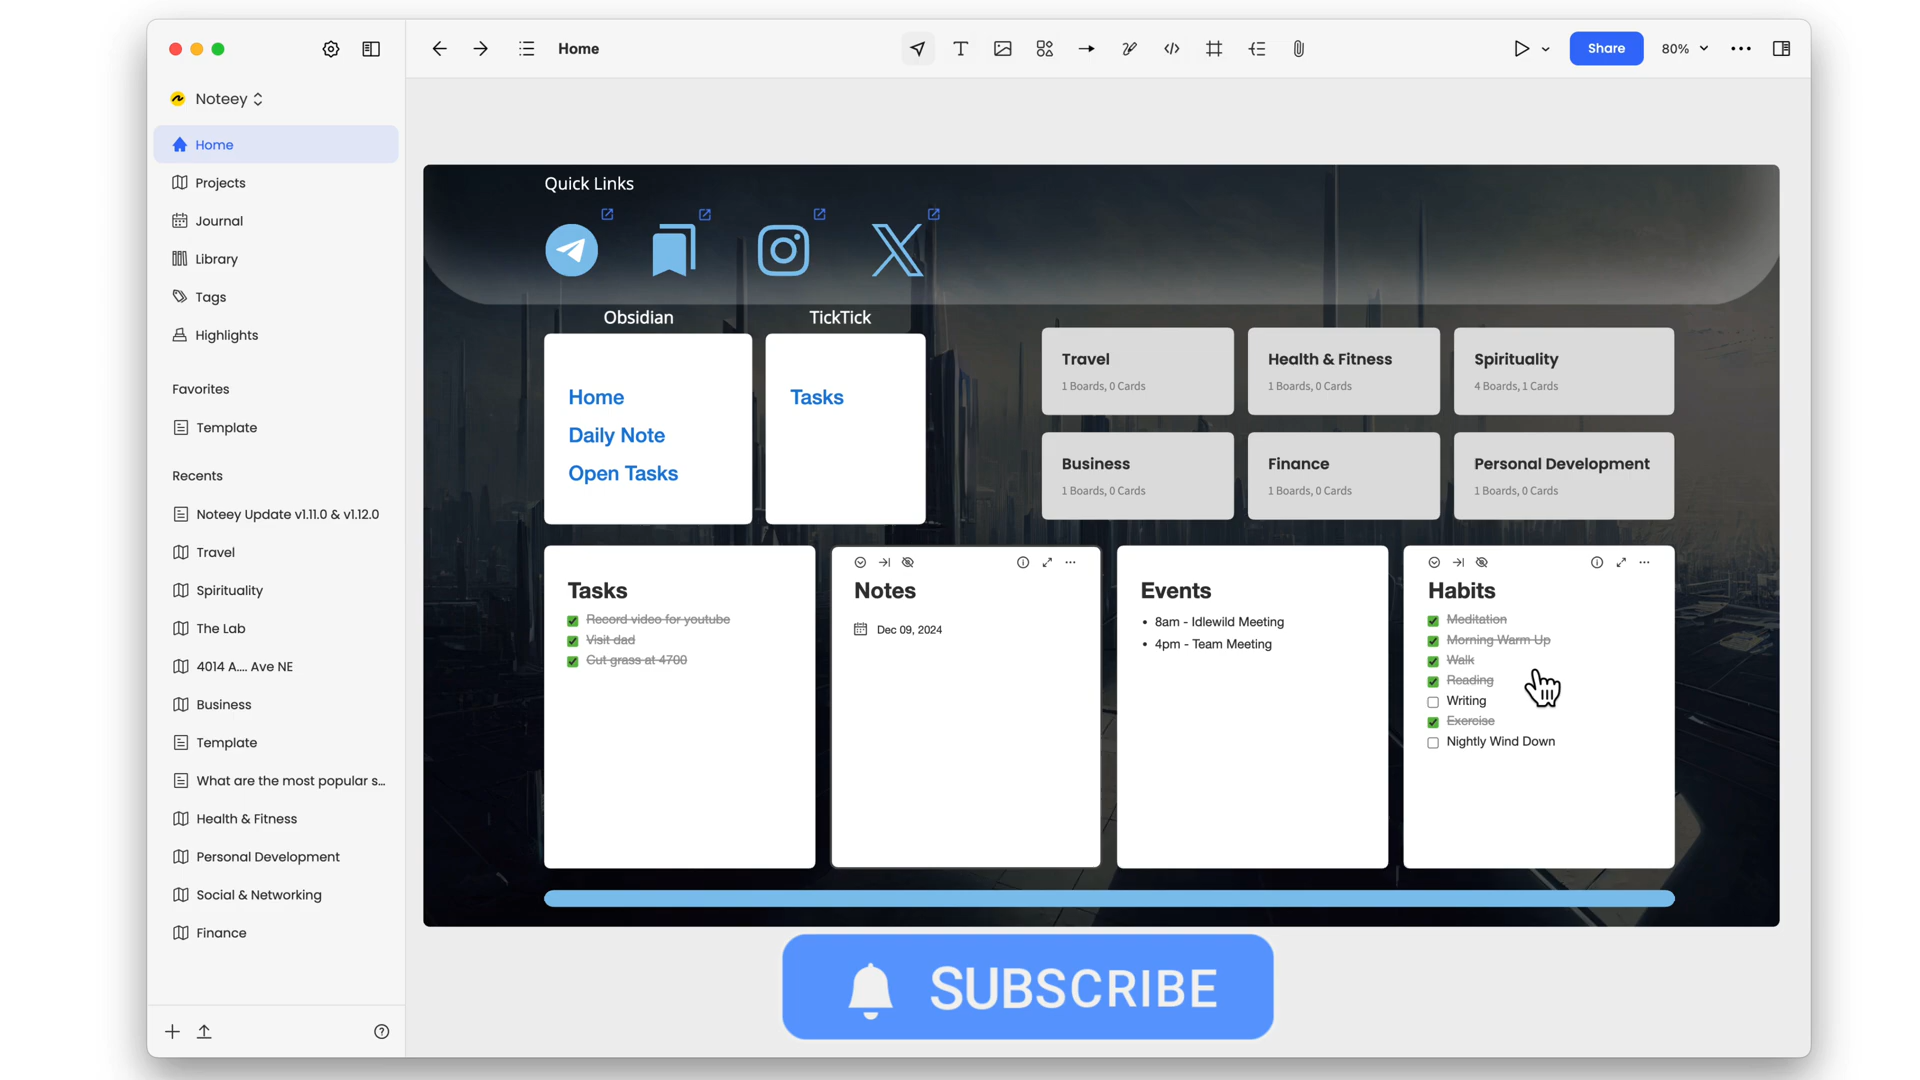 Home
Share
80%
Noteey
Home
Projects
Journal
Library
Tags
Highlights
Favorites
Template
Recents
Noteey Update v1.11.0 & v1.12.0
Travel
Spirituality
The Lab
4014 A.... Ave NE
Business
Template
What are the most popular s...
Health & Fitness
Personal Development
Social & Networking
Finance
Quick Links
Obsidian
TickTick
Home
Daily Note
Open Tasks
Tasks
Travel
1 Boards, 0 Cards
Health & Fitness
1 Boards, 0 Cards
Spirituality
4 Boards, 1 Cards
Business
1 Boards, 0 Cards
Finance
1 Boards, 0 Cards
Personal Development
1 Boards, 0 Cards
Tasks
Record video for youtube
Visit dad
Cut grass at 4700
Notes
Dec 09, 2024
Events
8am - Idlewild Meeting
4pm - Team Meeting
Habits
Meditation
Morning Warm Up
Walk
Reading
Writing
Exercise
Nightly Wind Down
SUBSCRIBE